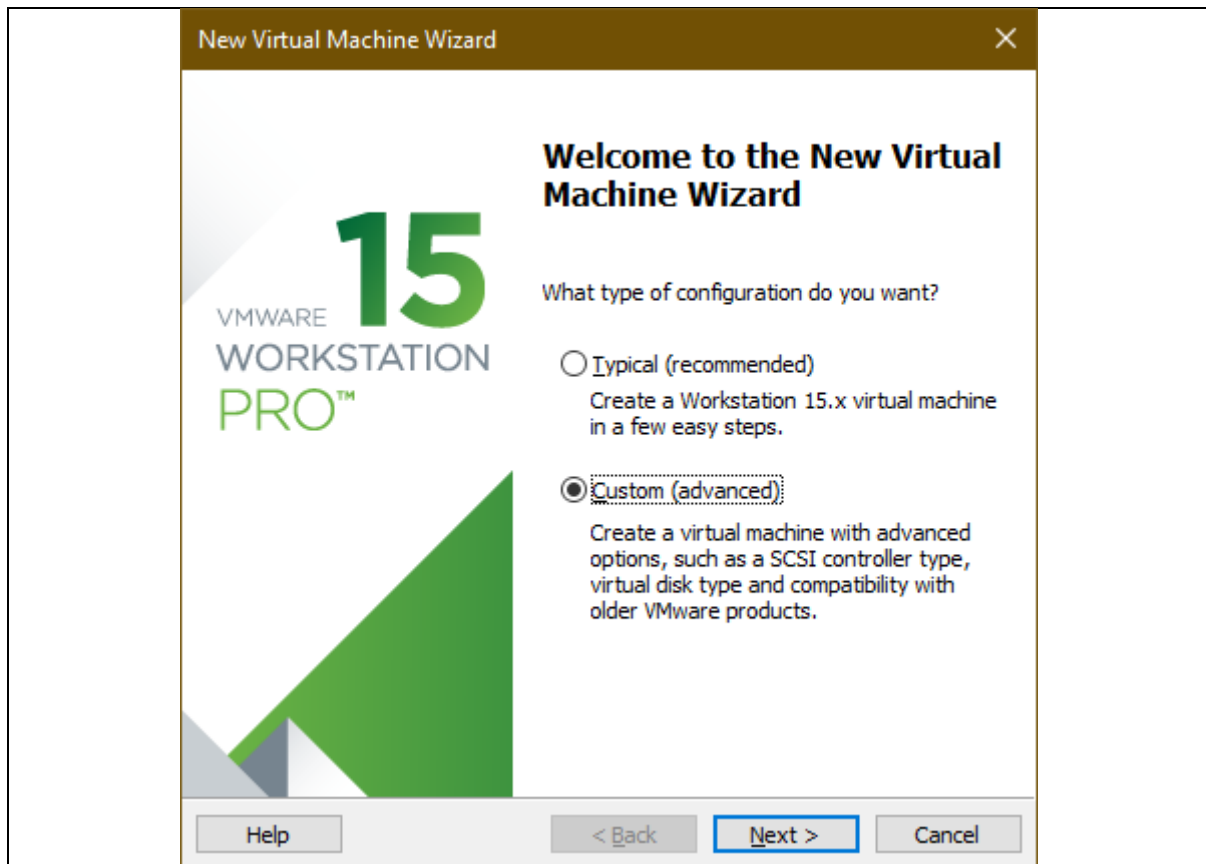 New Virtual Machine Wizard
Welcome to the New Virtual
Machine Wizard
15
VMWARE
WORKSTATION
PRO™
What type of configuration do you want?
Typical (recommended)
Create a Workstation 15.x virtual machine
in a few easy steps.
Custom (advanced)
Create a virtual machine with advanced
options, such as a SCSI controller type,
virtual disk type and compatibility with
older VMware products.
Help
< Back
Next >
Cancel